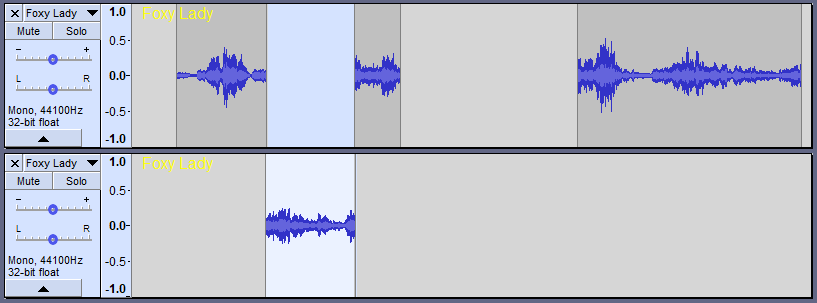 Foxy Lady
Mute Solo
- +
L R
Mono, 44100Hz
32-bit float
1.0
0.5-
0.0-
-0.5-
-1.0
Foxy Lady
Foxy Lady
Mute Solo
- +
L R
Mono, 44100Hz
32-bit float
1.0
0.5-
0.0-
-0.5-
-1.0
Foxy Lady